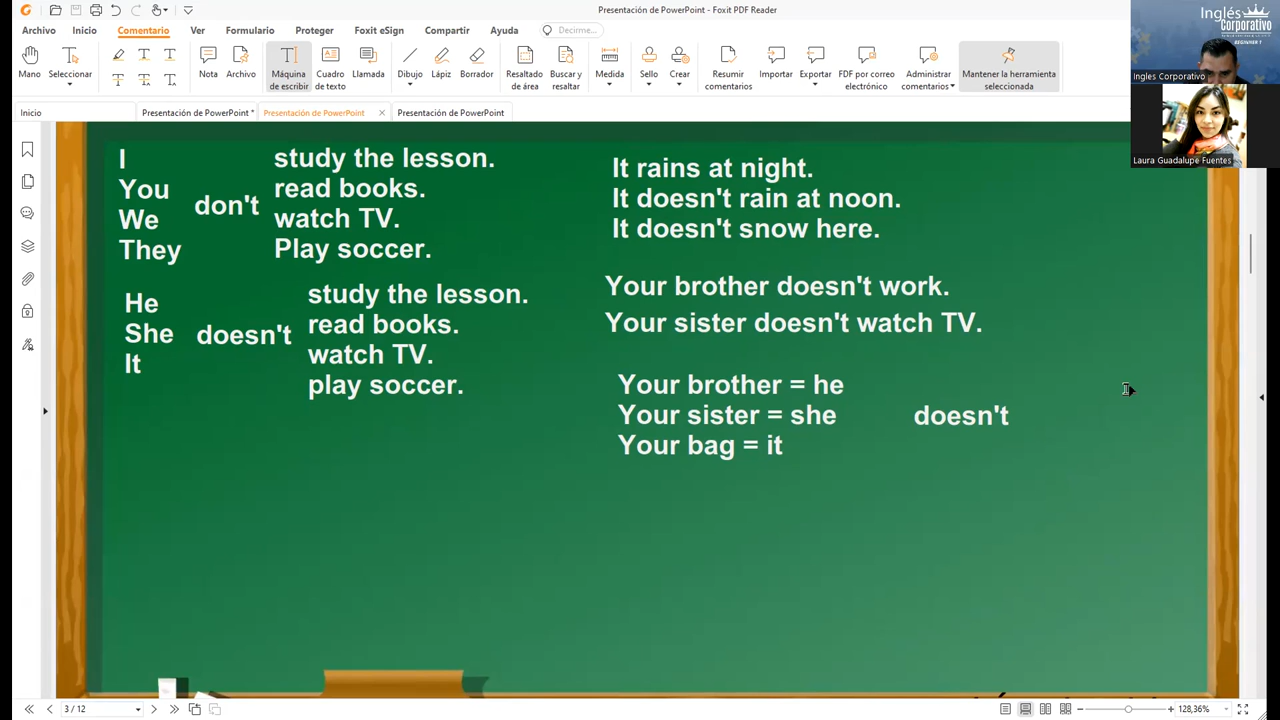 Presentación de PowerPoint - Foxit PDF Reader
Archivo Inicio Comentario Ver Formulario Proteger Foxit eSign Compartir Ayuda Decirme...
Mano Seleccionar Nota Archivo Máquina de escribir Cuadro de texto Llamada Dibujo Lápiz Borrador Resaltado de área Buscar y resaltar Medida Sello Crear Resumir comentarios Importar Exportar PDF por correo electrónico Administrar comentarios Mantener la herramienta seleccionada
Inicio Presentación de PowerPoint * Presentación de PowerPoint Presentación de PowerPoint
Inglés
Corporativo
BEGINNER 1
Ingles Corporativo
Laura Guadalupe Fuentes
I
You
We
They
don't
study the lesson.
read books.
watch TV.
Play soccer.
He
She
It
doesn't
study the lesson.
read books.
watch TV.
play soccer.
It rains at night.
It doesn't rain at noon.
It doesn't snow here.
Your brother doesn't work.
Your sister doesn't watch TV.
Your brother = he
Your sister = she
Your bag = it
doesn't
3 / 12
128,36%